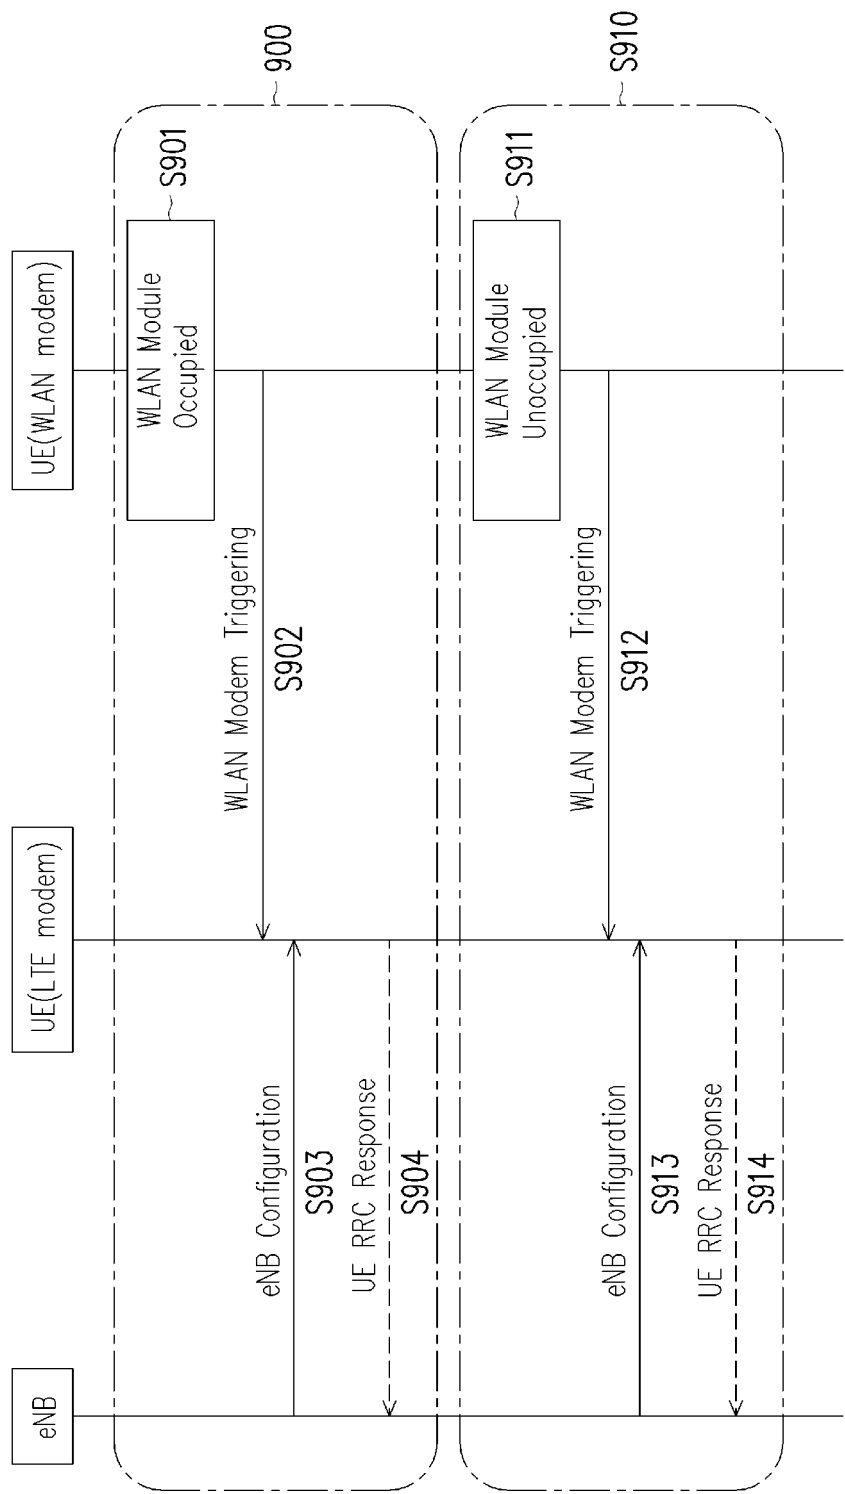 eNB
UE(LTE modem)
UE(WLAN modem)
900
WLAN Module
Occupied
S901
WLAN Modem Triggering
S902
eNB Configuration
S903
UE RRC Response
S904
S910
WLAN Module
Unoccupied
S911
WLAN Modem Triggering
S912
eNB Configuration
S913
UE RRC Response
S914